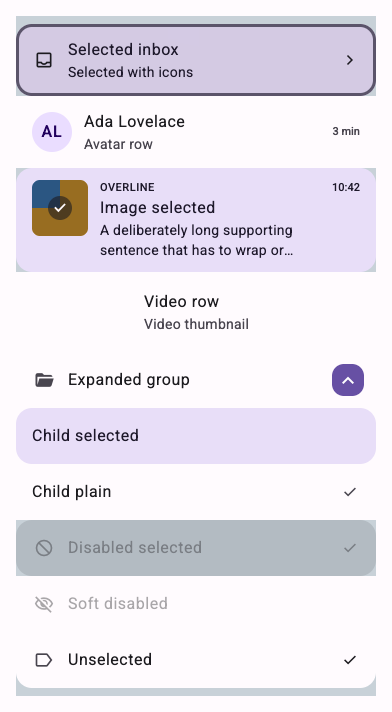 Selected inbox
Selected with icons
AL
Ada Lovelace
Avatar row
3 min
OVERLINE
10:42
Image selected
A deliberately long supporting
sentence that has to wrap or…
Video row
Video thumbnail
Expanded group
Child selected
Child plain
Disabled selected
Soft disabled
Unselected